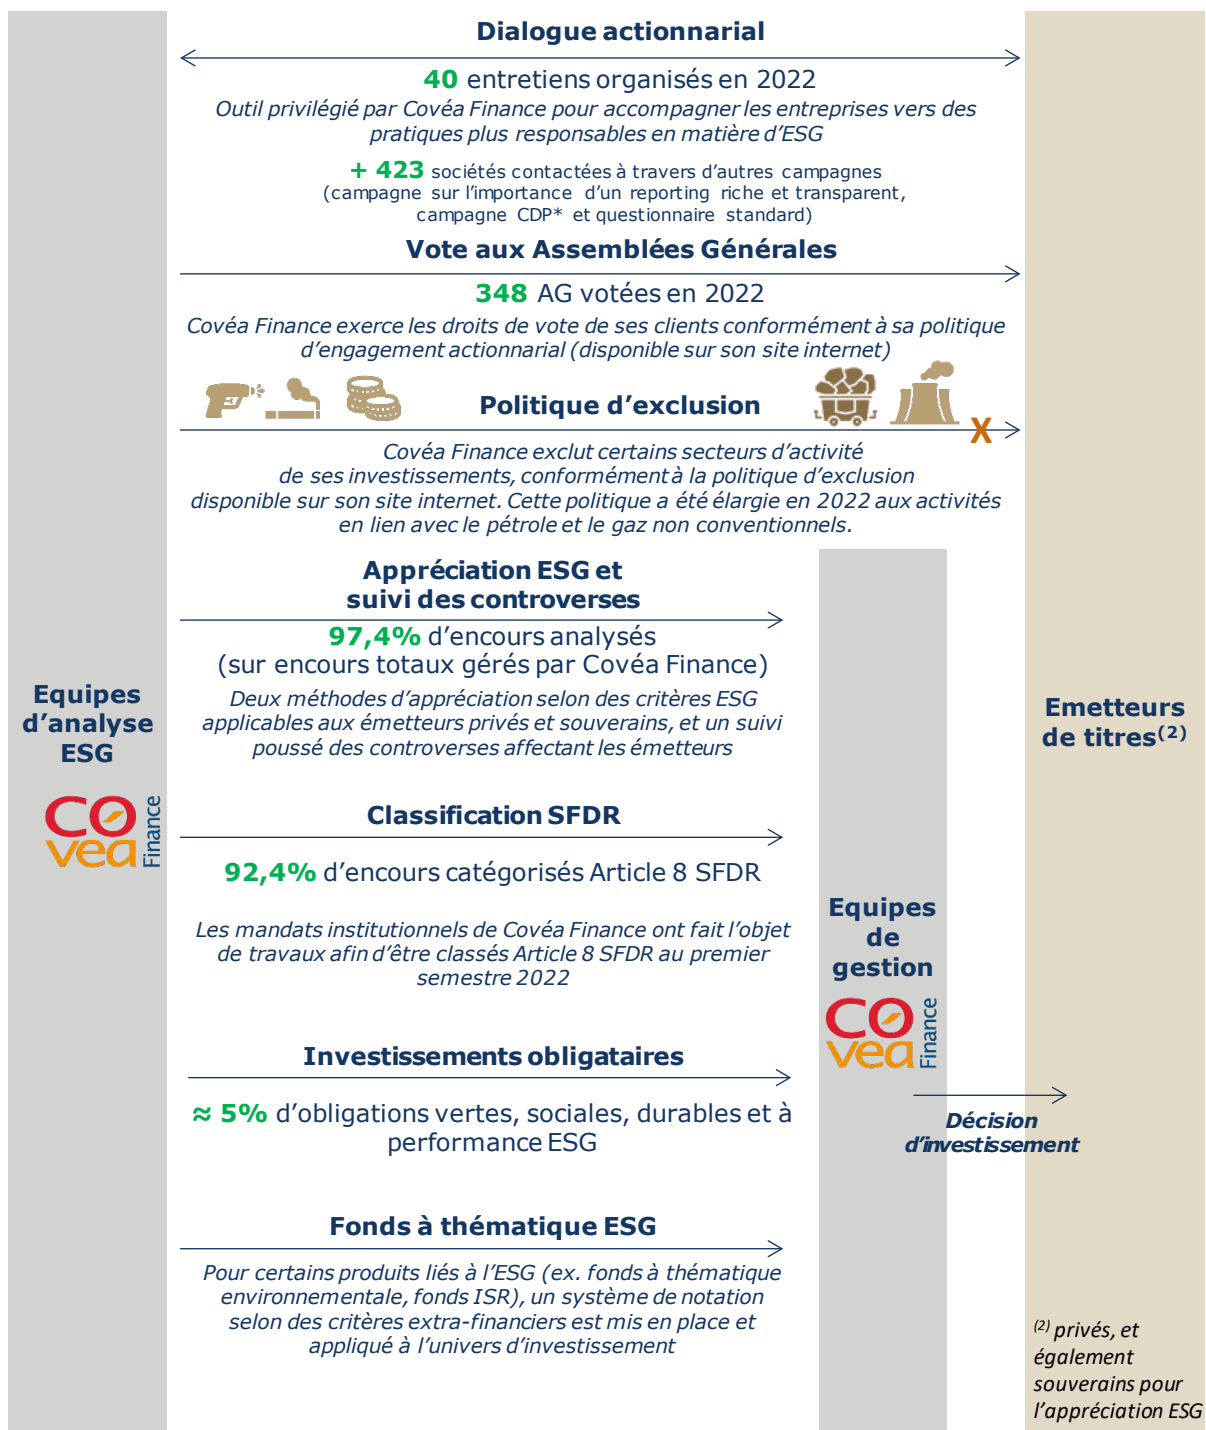 Dialogue actionnarial
40 entretiens organisés en 2022
Outil privilégié par Covéa Finance pour accompagner les entreprises vers des
pratiques plus responsables en matière d’ESG
+ 423 sociétés contactées à travers d’autres campagnes
(campagne sur l’importance d’un reporting riche et transparent,
campagne CDP* et questionnaire standard)
Vote aux Assemblées Générales
348 AG votées en 2022
Covéa Finance exerce les droits de vote de ses clients conformément à sa politique
d’engagement actionnarial (disponible sur son site internet)
Politique d’exclusion
X
Covéa Finance exclut certains secteurs d’activité
de ses investissements, conformément à la politique d’exclusion
disponible sur son site internet. Cette politique a été élargie en 2022 aux activités
en lien avec le pétrole et le gaz non conventionnels.
Appréciation ESG et
suivi des controverses
97,4% d’encours analysés
(sur encours totaux gérés par Covéa Finance)
Deux méthodes d’appréciation selon des critères ESG
applicables aux émetteurs privés et souverains, et un suivi
poussé des controverses affectant les émetteurs
Equipes
d’analyse
ESG
COvéa Finance
Emetteurs
de titres(2)
Classification SFDR
92,4% d’encours catégorisés Article 8 SFDR
Les mandats institutionnels de Covéa Finance ont fait l’objet
de travaux afin d’être classés Article 8 SFDR au premier
semestre 2022
Equipes
de
gestion
COvéa Finance
Investissements obligataires
≈ 5% d’obligations vertes, sociales, durables et à
performance ESG
Décision
d’investissement
Fonds à thématique ESG
Pour certains produits liés à l’ESG (ex. fonds à thématique
environnementale, fonds ISR), un système de notation
selon des critères extra-financiers est mis en place et
appliqué à l’univers d’investissement
(2) privés, et
également
souverains pour
l’appréciation ESG